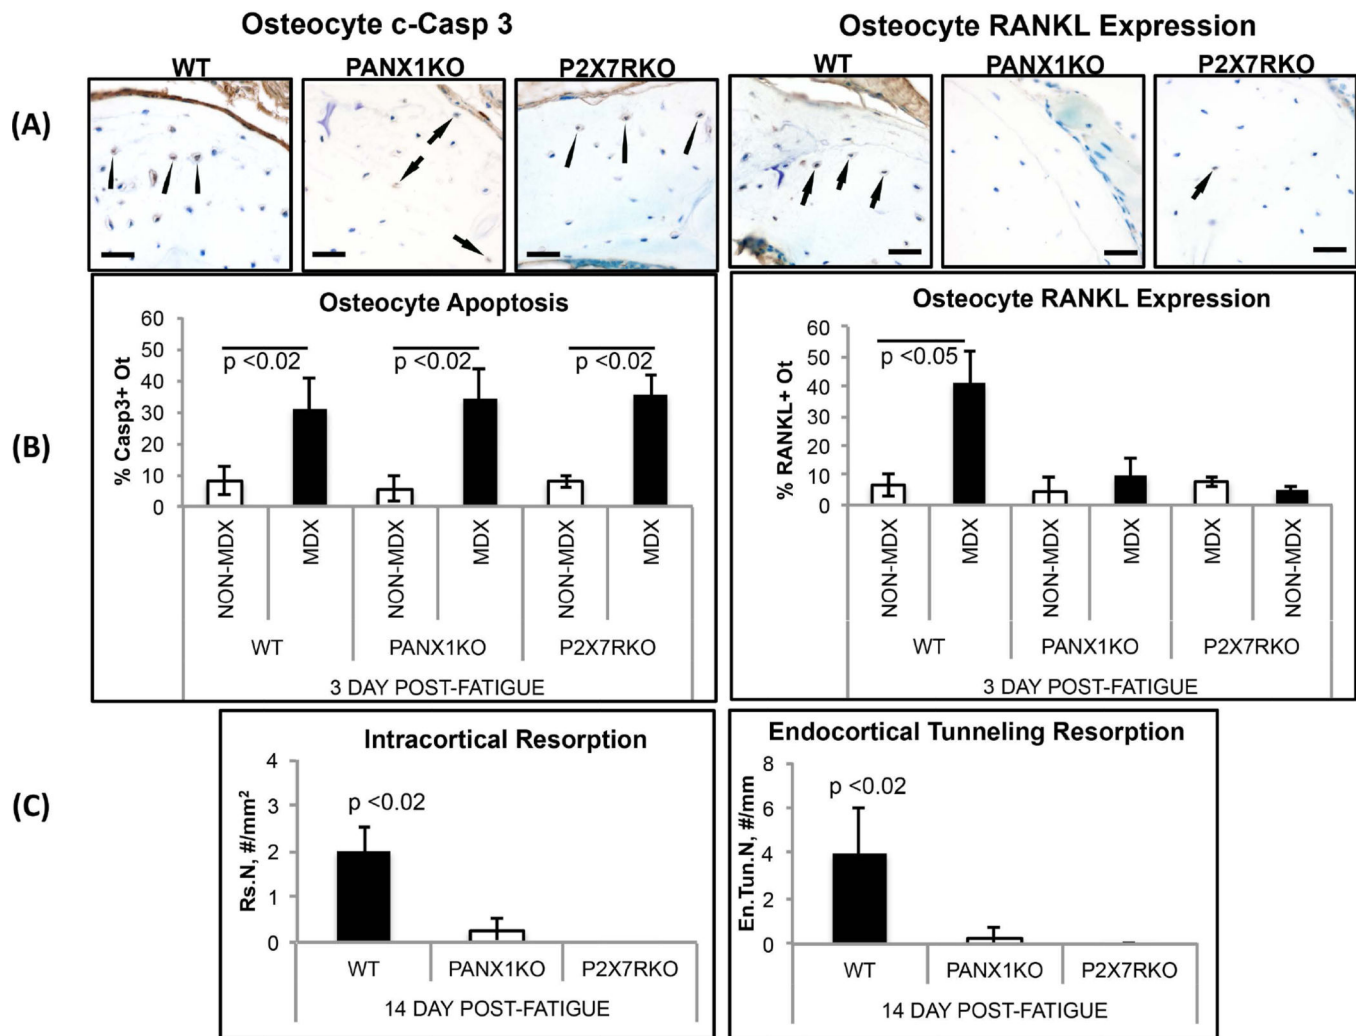 Osteocyte c-Casp 3
Osteocyte RANKL Expression
WT
PANX1KO
P2X7RKO
WT
PANX1KO
P2X7RKO
(A)
(B)
Osteocyte Apoptosis
% Casp3+ Ot
60
50
40
30
20
10
0
p <0.02
p <0.02
p <0.02
NON-MDX
MDX
NON-MDX
MDX
NON-MDX
MDX
WT
PANX1KO
P2X7RKO
3 DAY POST-FATIGUE
Osteocyte RANKL Expression
% RANKL+ Ot
60
50
40
30
20
10
0
p <0.05
NON-MDX
MDX
NON-MDX
MDX
MDX
NON-MDX
WT
PANX1KO
P2X7RKO
3 DAY POST-FATIGUE
(C)
Intracortical Resorption
Rs.N, #/mm²
4
3
2
1
0
p <0.02
WT
PANX1KO
P2X7RKO
14 DAY POST-FATIGUE
Endocortical Tunneling Resorption
En.Tun.N, #/mm
8
6
4
2
0
p <0.02
WT
PANX1KO
P2X7RKO
14 DAY POST-FATIGUE